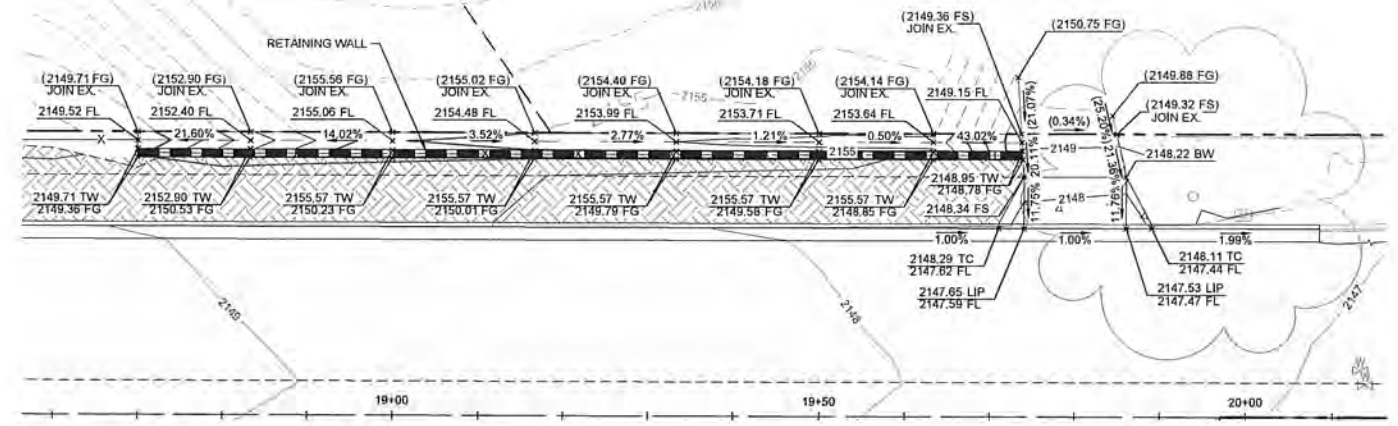 2150
(2149.36 FS)
JOIN EX.
(2150.75 FG)
RETAINING WALL
(2149.71 FG)
JOIN EX.
(2152.90 FG)
JOIN EX.
(2155.56 FG)
JOIN EX.
(2155.02 FG)
JOIN EX.
(2154.40 FG)
JOIN EX.
(2154.18 FG)
JOIN EX.
(2154.14 FG)
JOIN EX.
2149.15 FL
(2149.88 FG)
(2149.32 FS)
JOIN EX.
2149.52 FL
2152.40 FL
2155.06 FL
2154.48 FL
2153.99 FL
2155
2153.71 FL
2153.64 FL
(21.07%)
(25.20%)
X
21.60%
14.02%
3.52%
2.77%
1.21%
0.50%
43.02%
(0.34%)
20.11%
21.36%
2155
2149
2148.22 BW
2149.71 TW
2149.36 FG
2152.90 TW
2150.53 FG
2155.57 TW
2150.23 FG
2155.57 TW
2150.01 FG
2155.57 TW
2149.79 FG
2155.57 TW
2149.58 FG
2155.57 TW
2148.85 FG
2148.95 TW
2148.78 FG
2148.34 FS
11.75%
2148
11.76%
1.00%
1.00%
1.99%
2148.29 TC
2147.62 FL
2148.11 TC
2147.44 FL
2147.65 LIP
2147.59 FL
2147.53 LIP
2147.47 FL
2149
2148
2147
19+00
19+50
20+00